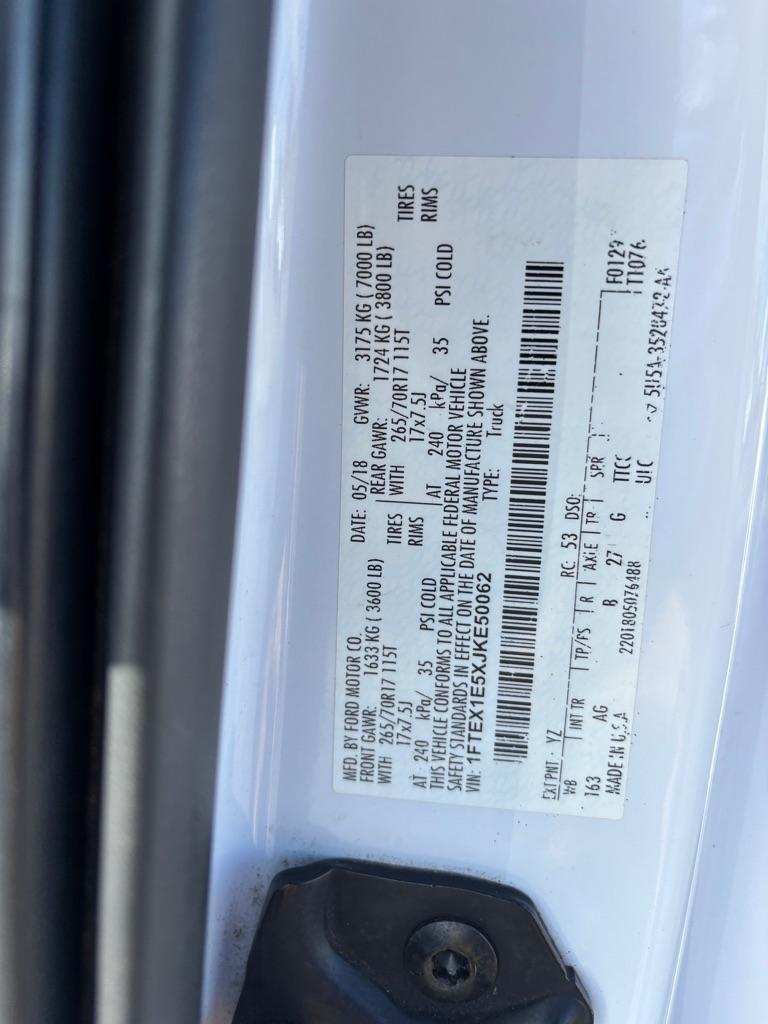 MFD. BY FORD MOTOR CO.
DATE: 05/18 GVWR: 3175 KG ( 7000 LB)
FRONT GAWR: 1633 KG ( 3600 LB)
REAR GAWR: 1724 KG ( 3800 LB)
WITH 265/70R17 115T TIRES
WITH 265/70R17 115T TIRES
17x7.5J RIMS
17x7.5J RIMS
AT 240 kPa/ 35 PSI COLD
AT 240 kPa/ 35 PSI COLD
THIS VEHICLE CONFORMS TO ALL APPLICABLE FEDERAL MOTOR VEHICLE
SAFETY STANDARDS IN EFFECT ON THE DATE OF MANUFACTURE SHOWN ABOVE.
VIN: 1FTEX1E5XJKE50062 TYPE: Truck
EXT PNT: YZ RC: 53 DSO:
WB INT TR TP/PS R AXLE TR SPR
F0129
163 AG B 27 G TTCC
T1076
MADE IN U.S.A. 2201805076488 UTC